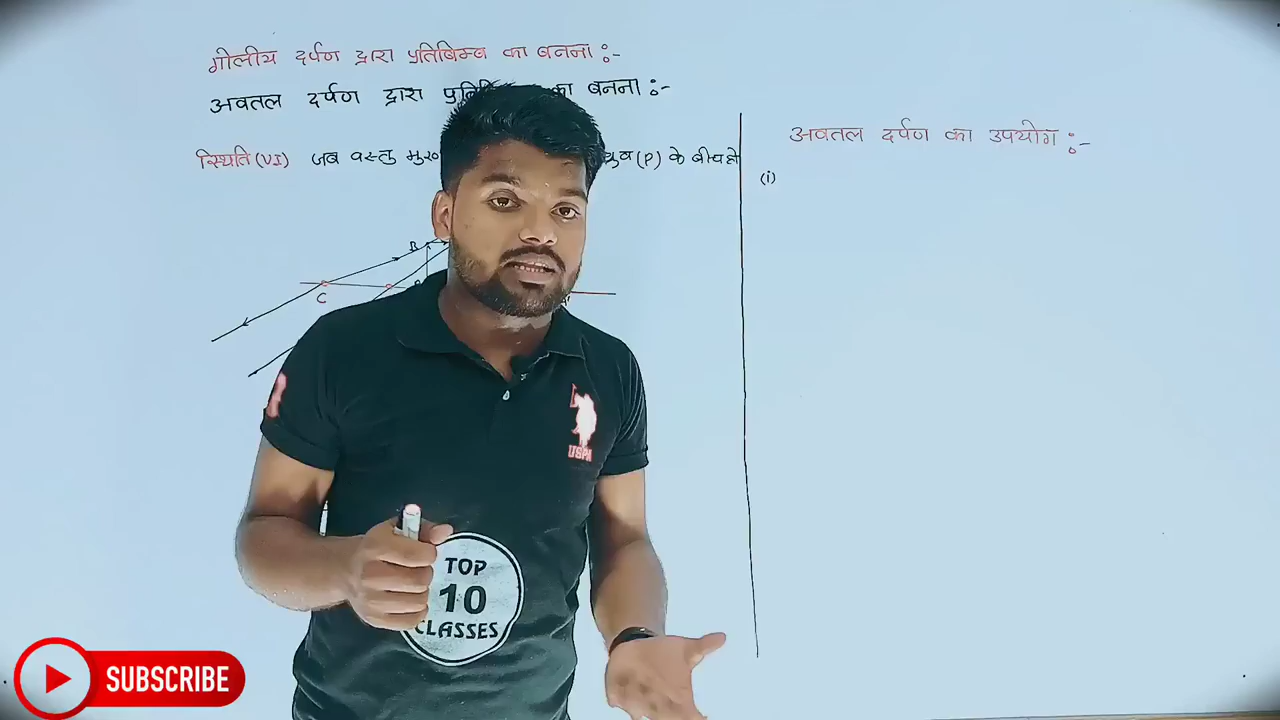 गोलीय दर्पण द्वारा प्रतिबिम्ब का बनना :-
अवतल दर्पण द्वारा का बनना :-
स्थिति (VI) जब वस्तु ध्रुव (P) के बीच हो
B
C
अवतल दर्पण का उपयोग :-
(i)
USPA
TOP
10
CLASSES
SUBSCRIBE